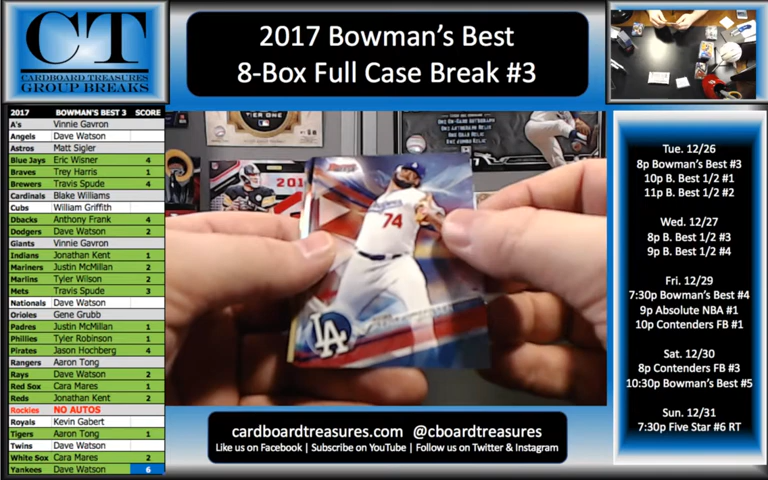 CT
CARDBOARD TREASURES
GROUP BREAKS
2017 Bowman's Best
8-Box Full Case Break #3
2017 BOWMAN'S BEST 3 SCORE
A's Vinnie Gavron
Angels Dave Watson
Astros Matt Sigler
Blue Jays Eric Wisner 4
Braves Trey Harris 1
Brewers Travis Spude 4
Cardinals Blake Williams
Cubs William Griffith
Dbacks Anthony Frank 4
Dodgers Dave Watson 2
Giants Vinnie Gavron
Indians Jonathan Kent 1
Mariners Justin McMillan 2
Marlins Tyler Wilson 2
Mets Travis Spude 3
Nationals Dave Watson
Orioles Gene Grubb
Padres Justin McMillan 1
Phillies Tyler Robinson 1
Pirates Jason Hochberg 4
Rangers Aaron Tong
Rays Dave Watson 2
Red Sox Cara Mares 1
Reds Jonathan Kent 2
Rockies NO AUTOS
Royals Kevin Gabert
Tigers Aaron Tong 1
Twins Dave Watson
White Sox Cara Mares 2
Yankees Dave Watson 6
TIER ONE
201
Dodgers
74
LA
Tue. 12/26
8p Bowman's Best #3
10p B. Best 1/2 #1
11p B. Best 1/2 #2
Wed. 12/27
8p B. Best 1/2 #3
9p B. Best 1/2 #4
Fri. 12/29
7:30p Bowman's Best #4
9p Absolute NBA #1
10p Contenders FB #1
Sat. 12/30
8p Contenders FB #3
10:30p Bowman's Best #5
Sun. 12/31
7:30p Five Star #6 RT
cardboardtreasures.com @cboardtreasures
Like us on Facebook | Subscribe on YouTube | Follow us on Twitter & Instagram